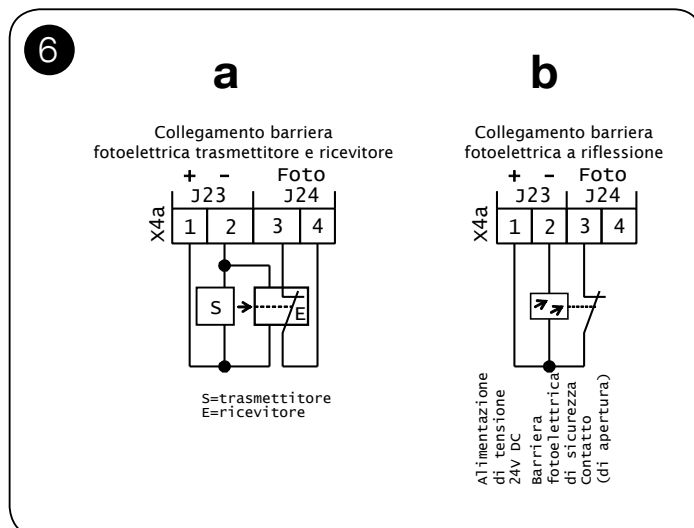 6
a
Collegamento barriera
fotoelettrica trasmettitore e ricevitore
+ – Foto
J23 J24
X4a
1 2 3 4
S E
S=trasmettitore
E=ricevitore
b
Collegamento barriera
fotoelettrica a riflessione
+ – Foto
J23 J24
X4a
1 2 3 4
Alimentazione
di tensione
24V DC
Barriera
fotoelettrica
di sicurezza
Contatto
(di apertura)